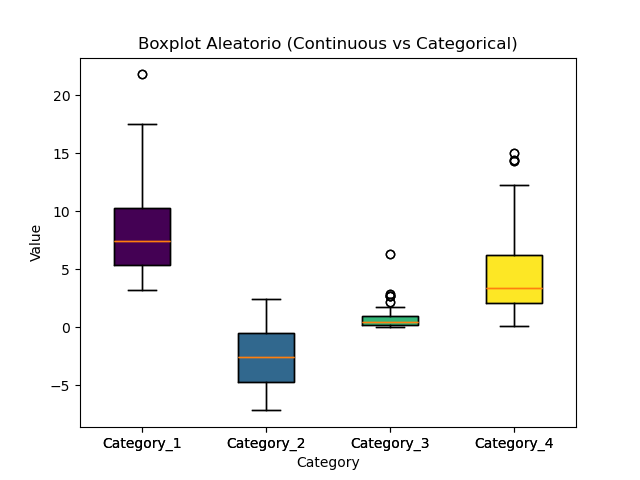 Boxplot Aleatorio (Continuous vs Categorical)
20
15
10
5
0
−5
Value
Category_1 Category_2 Category_3 Category_4
Category